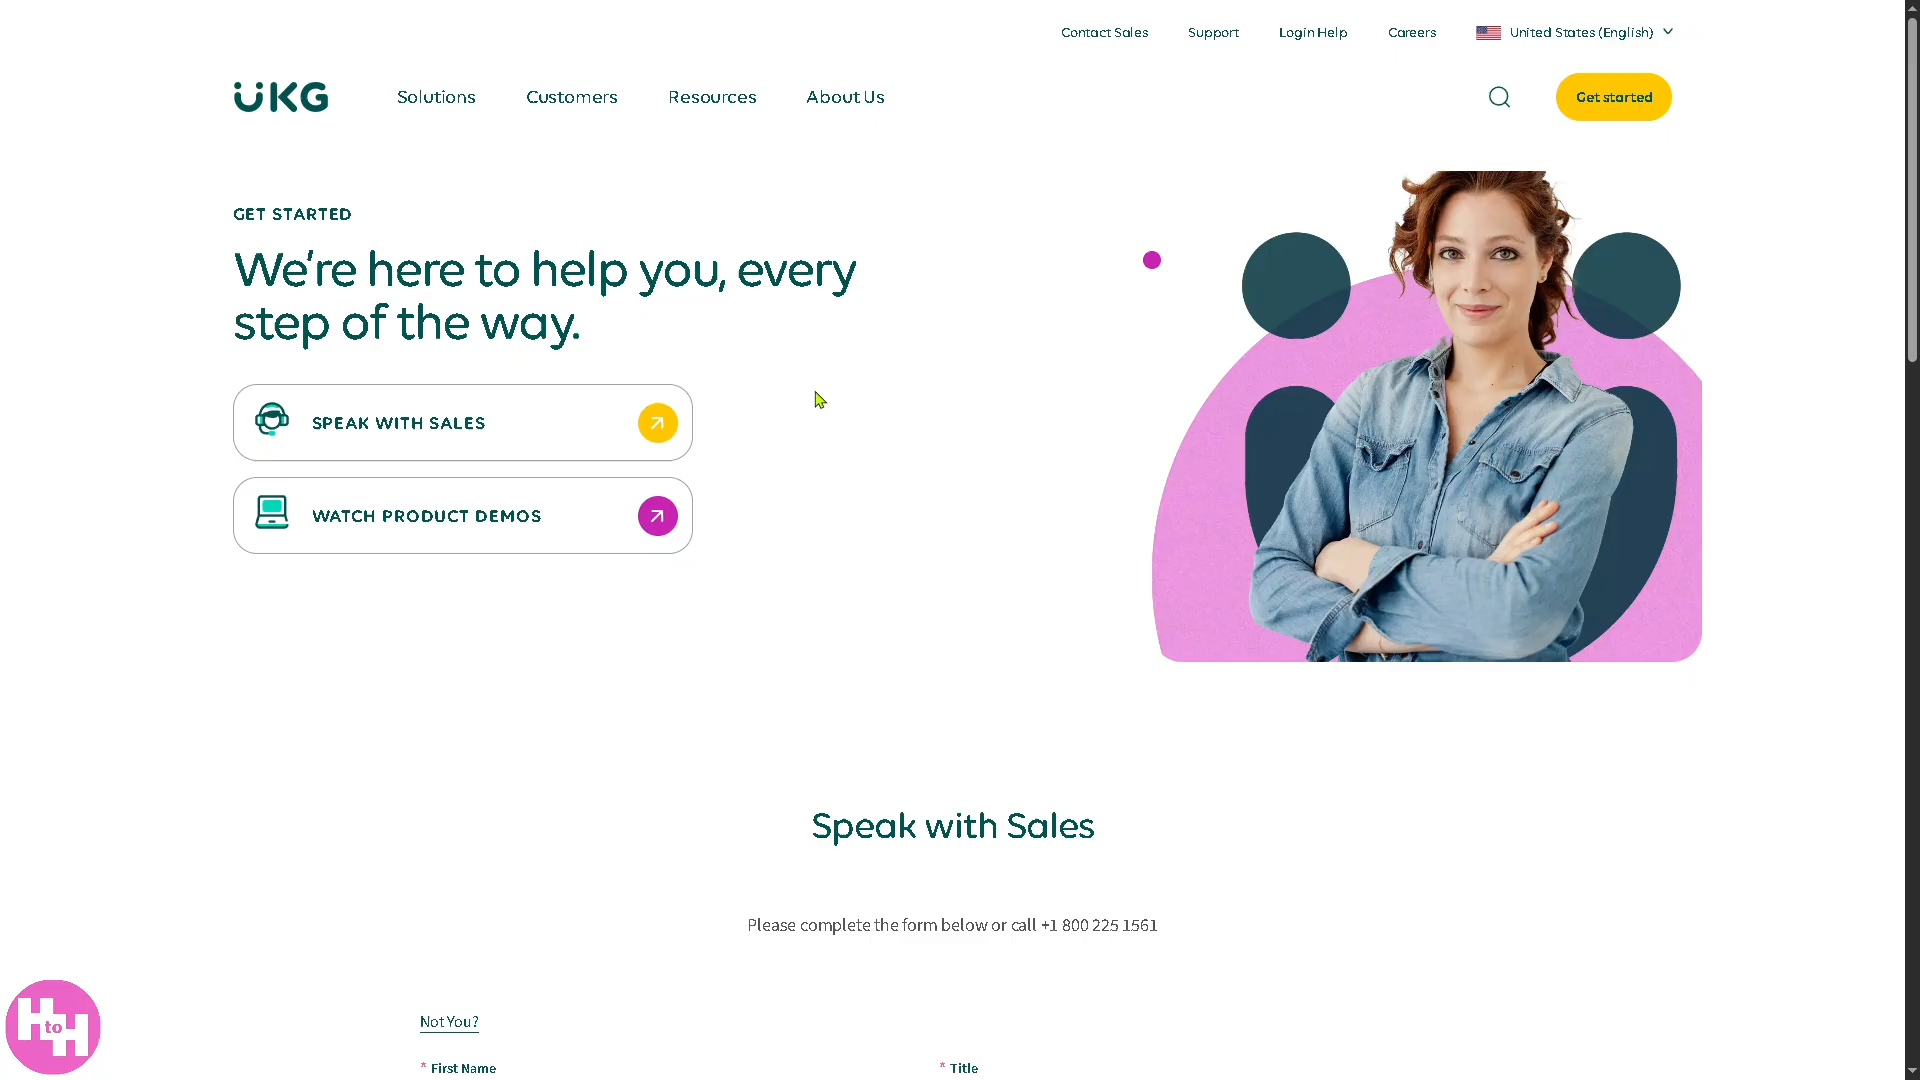 Contact Sales
Support
Login Help
Careers
United States (English)
UKG
Solutions
Customers
Resources
About Us
Get started
GET STARTED
We're here to help you, every
step of the way.
SPEAK WITH SALES
WATCH PRODUCT DEMOS
Speak with Sales
Please complete the form below or call +1 800 225 1561
Not You?
* First Name
* Title
H to H